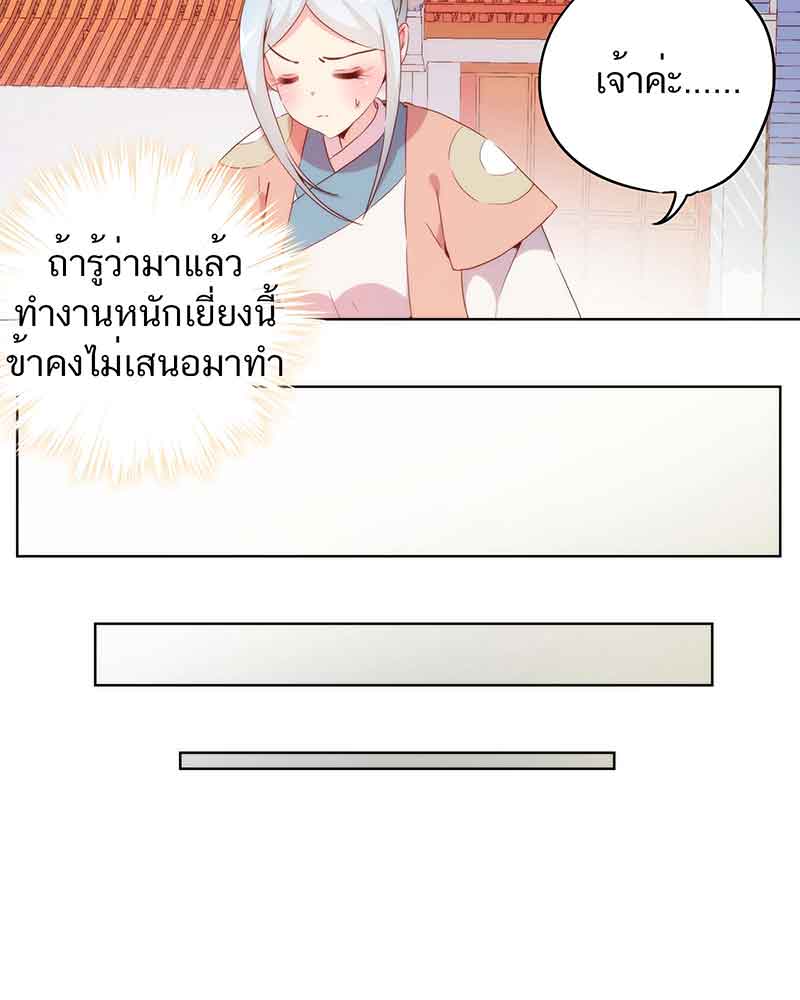 เจ้าค่ะ......
ถ้ารู้ว่ามาแล้ว
ทำงานหนักเยี่ยงนี้
ข้าคงไม่เสนอมาทำ